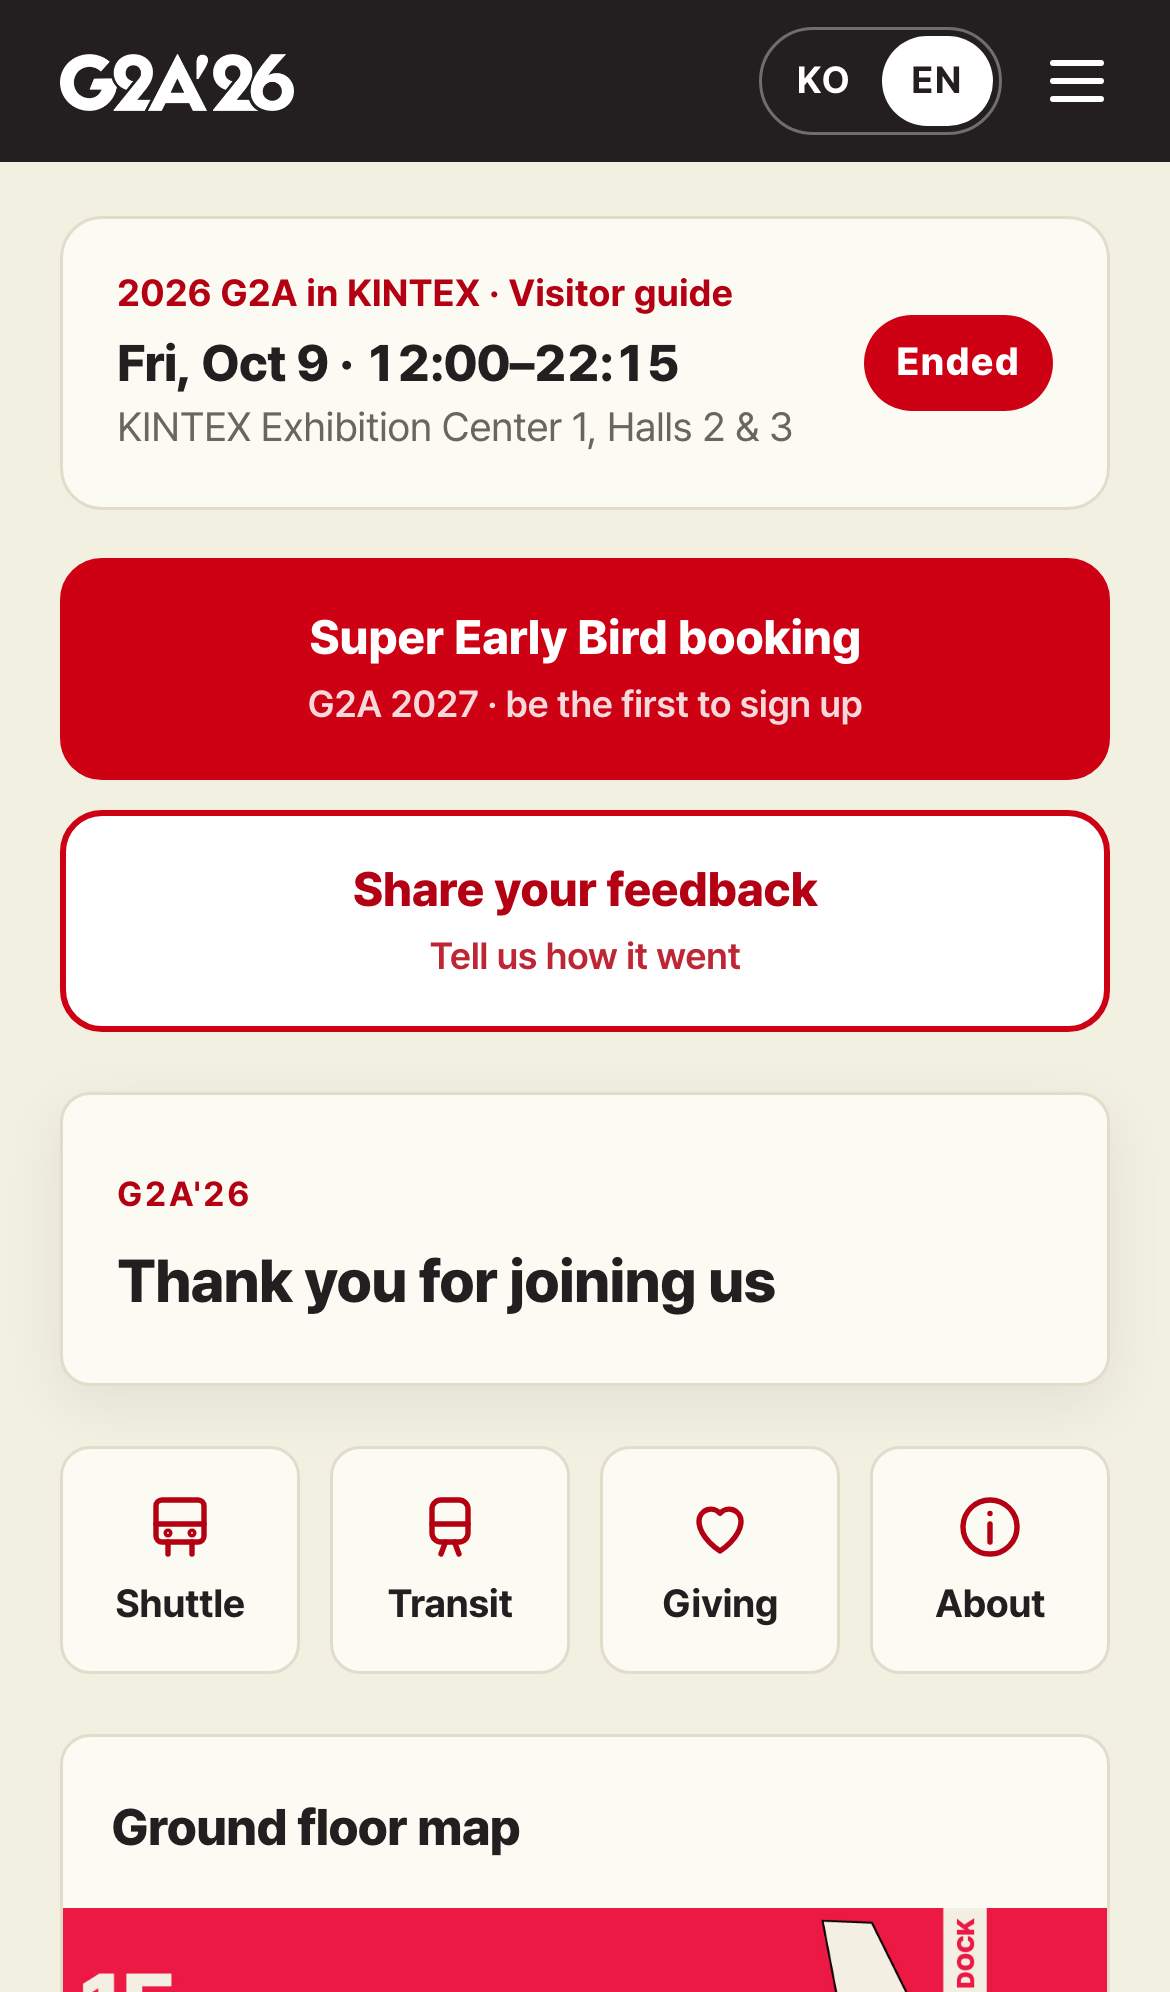 G2A'26
KO
EN
2026 G2A in KINTEX · Visitor guide
Fri, Oct 9 · 12:00–22:15
KINTEX Exhibition Center 1, Halls 2 & 3
Ended
Super Early Bird booking
G2A 2027 · be the first to sign up
Share your feedback
Tell us how it went
G2A'26
Thank you for joining us
Shuttle
Transit
Giving
About
Ground floor map
DOCK